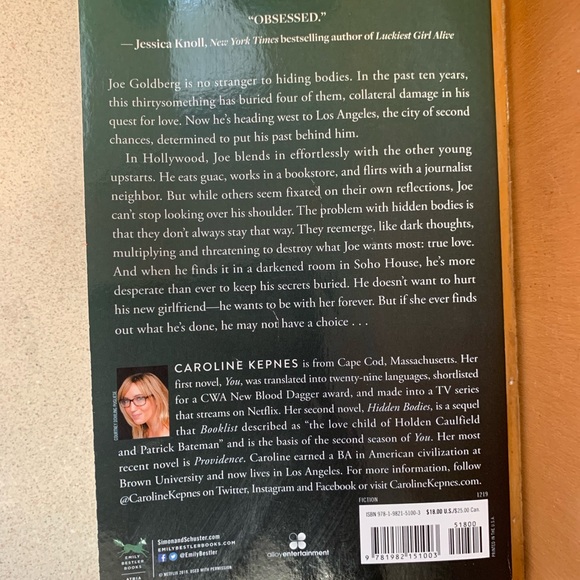 “OBSESSED.”
— Jessica Knoll, New York Times bestselling author of Luckiest Girl Alive
Joe Goldberg is no stranger to hiding bodies. In the past ten years,
this thirtysomething has buried four of them, collateral damage in his
quest for love. Now he’s heading west to Los Angeles, the city of second
chances, determined to put his past behind him.
In Hollywood, Joe blends in effortlessly with the other young
upstarts. He eats guac, works in a bookstore, and flirts with a journalist
neighbor. But while others seem fixated on their own reflections, Joe
can’t stop looking over his shoulder. The problem with hidden bodies is
that they don’t always stay that way. They reemerge, like dark thoughts,
multiplying and threatening to destroy what Joe wants most: true love.
And when he finds it in a darkened room in Soho House, he’s more
desperate than ever to keep his secrets buried. He doesn’t want to hurt
his new girlfriend—he wants to be with her forever. But if she ever finds
out what he’s done, he may not have a choice . . .
CAROLINE KEPNES is from Cape Cod, Massachusetts. Her
first novel, You, was translated into twenty-nine languages, shortlisted
for a CWA New Blood Dagger award, and made into a TV series
that streams on Netflix. Her second novel, Hidden Bodies, is a sequel
that Booklist described as “the love child of Holden Caulfield
and Patrick Bateman” and is the basis of the second season of You. Her most
recent novel is Providence. Caroline earned a BA in American civilization at
Brown University and now lives in Los Angeles. For more information, follow
@CarolineKepnes on Twitter, Instagram and Facebook or visit CarolineKepnes.com.
1219
FICTION
ISBN 978-1-9821-5100-3 $18.00 U.S./$25.00 Can.
51800
9 781982 151003
PRINTED IN THE U.S.A.
EMILY
BESTLER
BOOKS
ATRIA
SimonandSchuster.com
EMILYBESTLERBOOKS.COM
@EmilyBestler
© NETFLIX 2019. USED WITH PERMISSION.
alloyentertainment